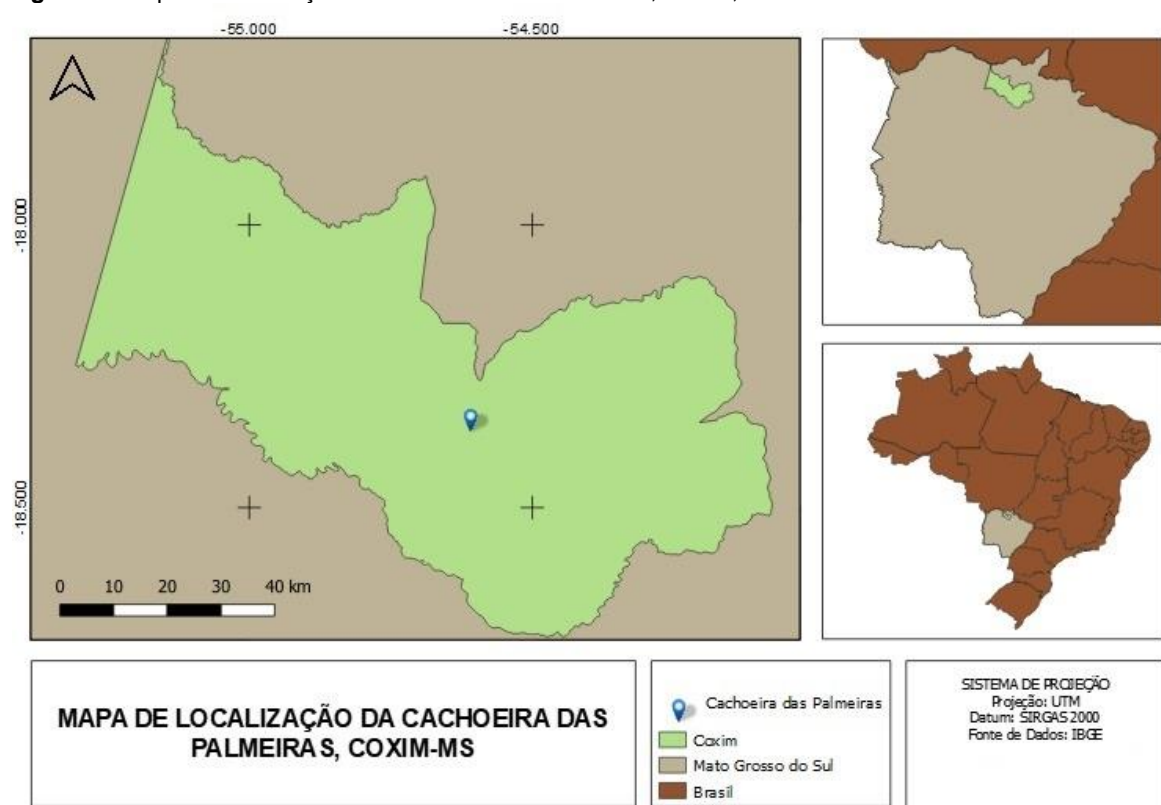 -55.000 -54.500
-18.000
-18.500
0 10 20 30 40 km
MAPA DE LOCALIZAÇÃO DA CACHOEIRA DAS
PALMEIRAS, COXIM-MS
Cachoeira das Palmeiras
Coxim
Mato Grosso do Sul
Brasil
SISTEMA DE PROJEÇÃO
Projeção: UTM
Datum: SIRGAS 2000
Fonte de Dados: IBGE